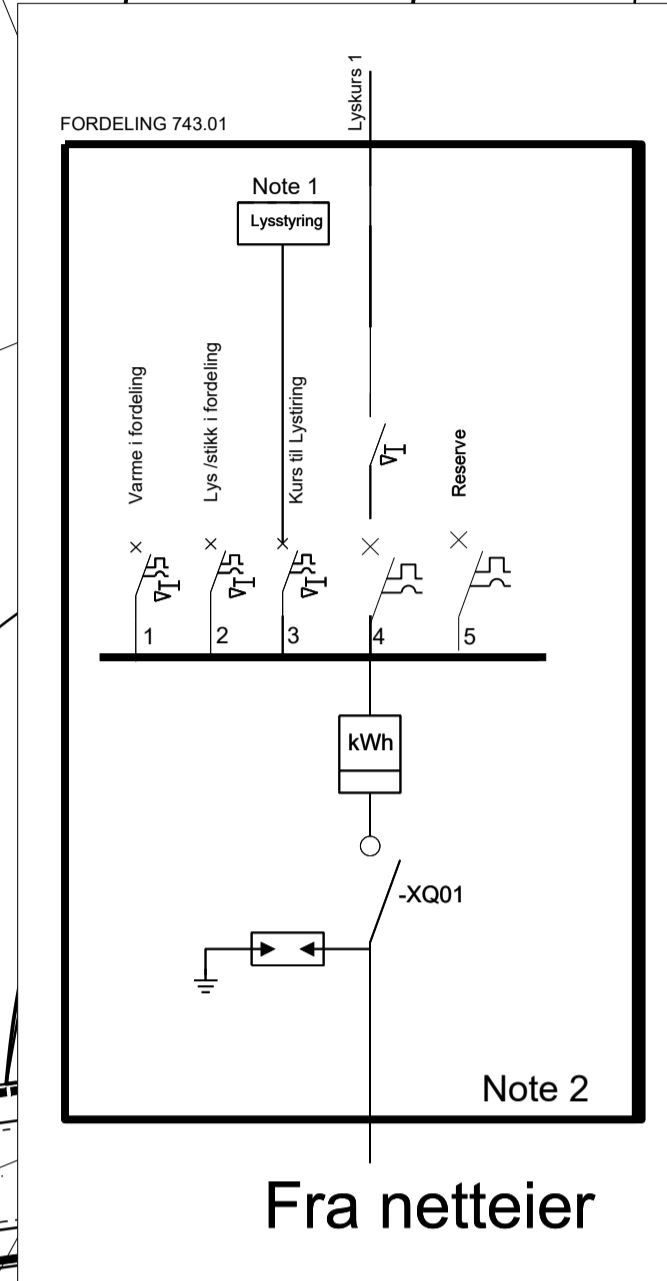 Lyskurs 1
FORDELING 743.01
Note 1
Lysstyring
Varme i fordeling
Lys /stikk i fordeling
Kurs til Lystiring
Reserve
1
2
3
4
5
kWh
-XQ01
Note 2
Fra netteier